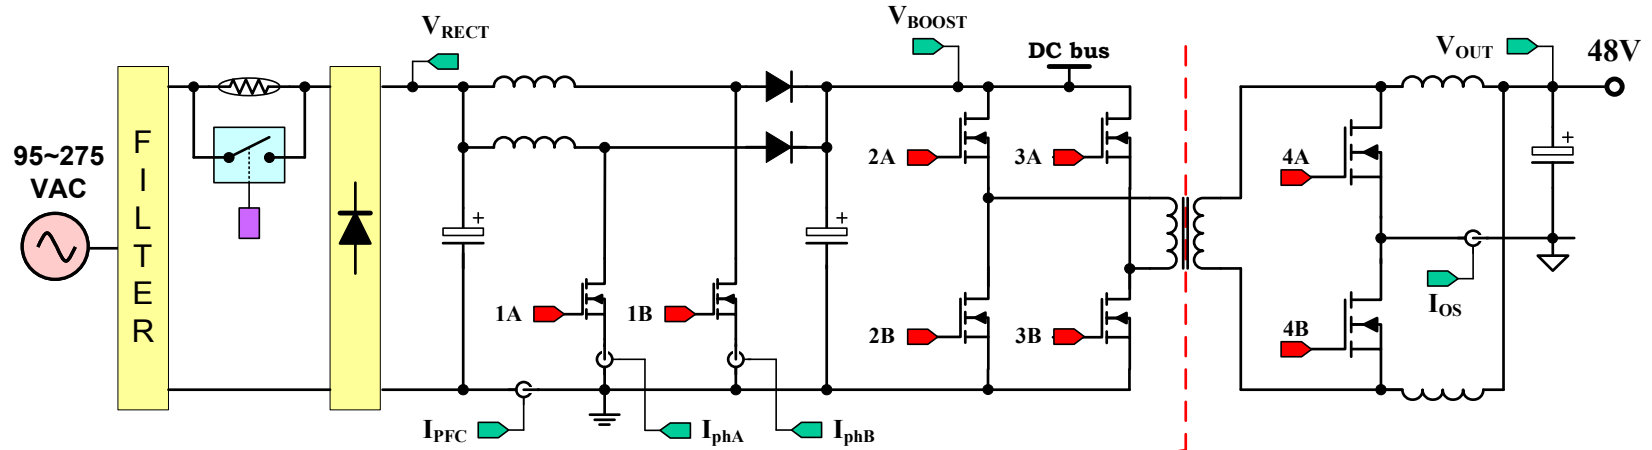 95~275
VAC
F
I
L
T
E
R
V_RECT
+
1A
1B
I_PFC
I_phA
I_phB
+
V_BOOST
DC bus
2A
3A
2B
3B
4A
4B
V_OUT
48V
+
I_OS